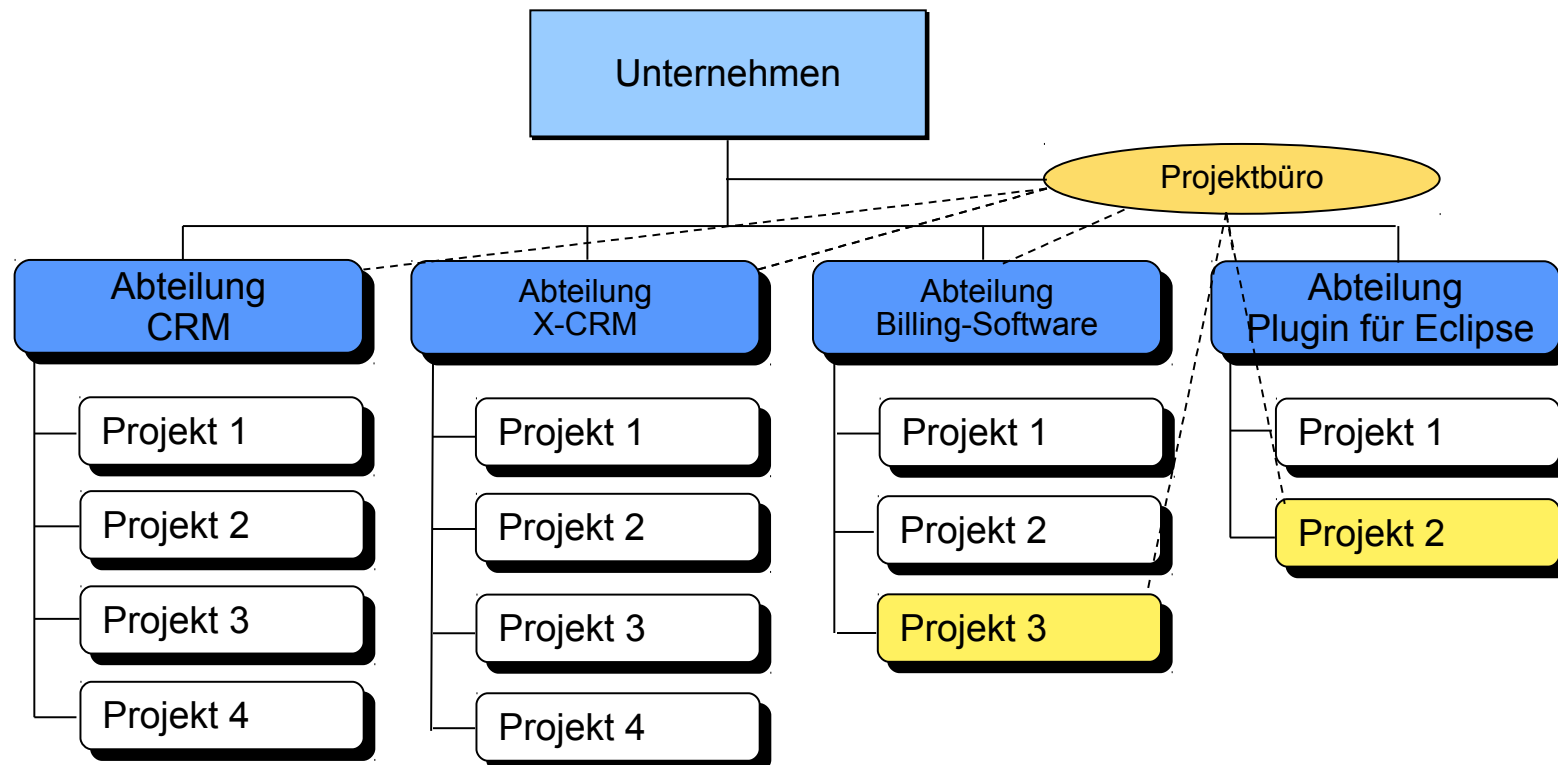 Unternehmen
Projektbüro
Abteilung
CRM
Projekt 1
Projekt 2
Projekt 3
Projekt 4
Abteilung
X-CRM
Projekt 1
Projekt 2
Projekt 3
Projekt 4
Abteilung
Billing-Software
Projekt 1
Projekt 2
Projekt 3
Abteilung
Plugin für Eclipse
Projekt 1
Projekt 2